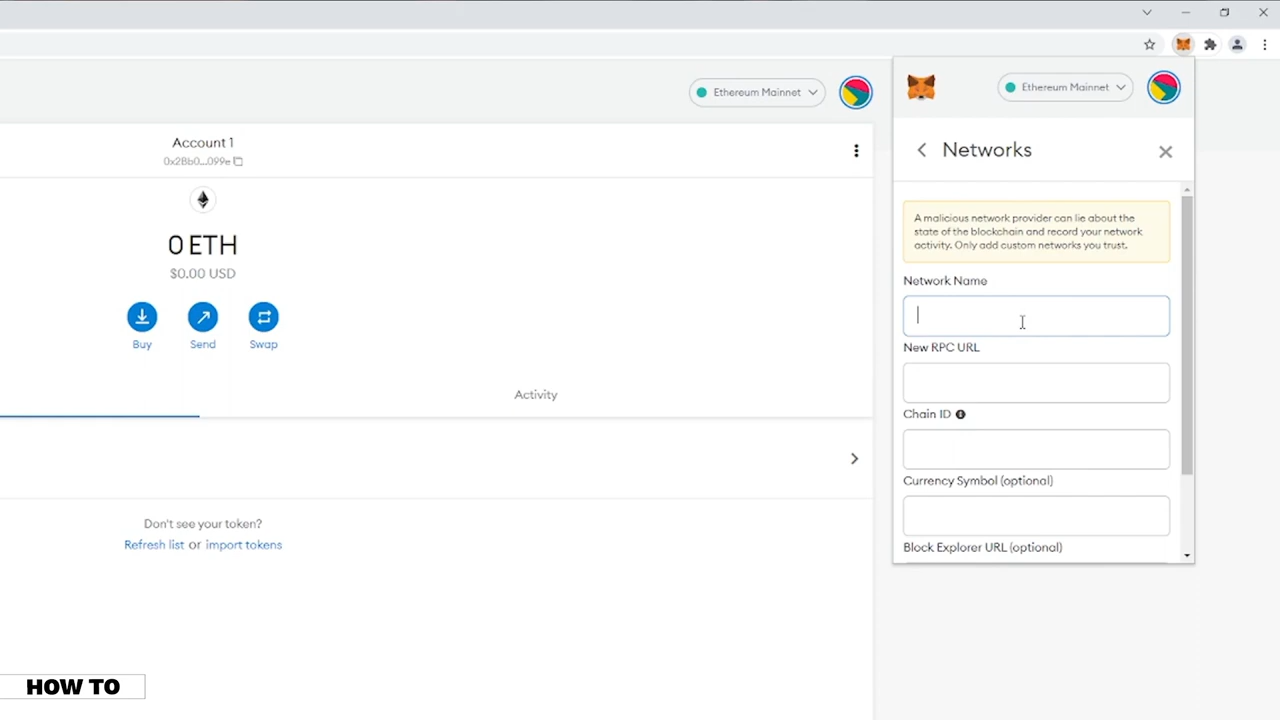 Ethereum Mainnet
Account 1
0x28b0...099e
0 ETH
$0.00 USD
Buy
Send
Swap
Activity
Don't see your token?
Refresh list or import tokens
HOW TO
Ethereum Mainnet
Networks
A malicious network provider can lie about the
state of the blockchain and record your network
activity. Only add custom networks you trust.
Network Name
New RPC URL
Chain ID
Currency Symbol (optional)
Block Explorer URL (optional)